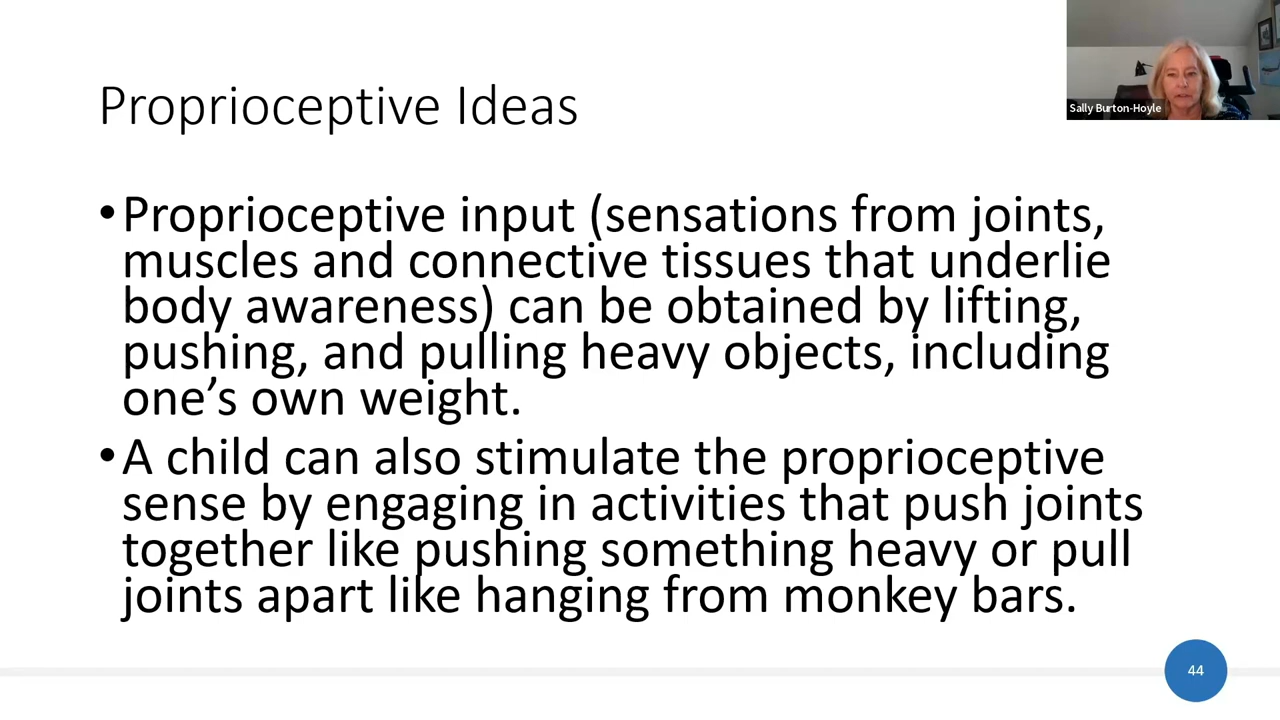 Proprioceptive Ideas
Sally Burton-Hoyle
•Proprioceptive input (sensations from joints,
muscles and connective tissues that underlie
body awareness) can be obtained by lifting,
pushing, and pulling heavy objects, including
one’s own weight.
•A child can also stimulate the proprioceptive
sense by engaging in activities that push joints
together like pushing something heavy or pull
joints apart like hanging from monkey bars.
44